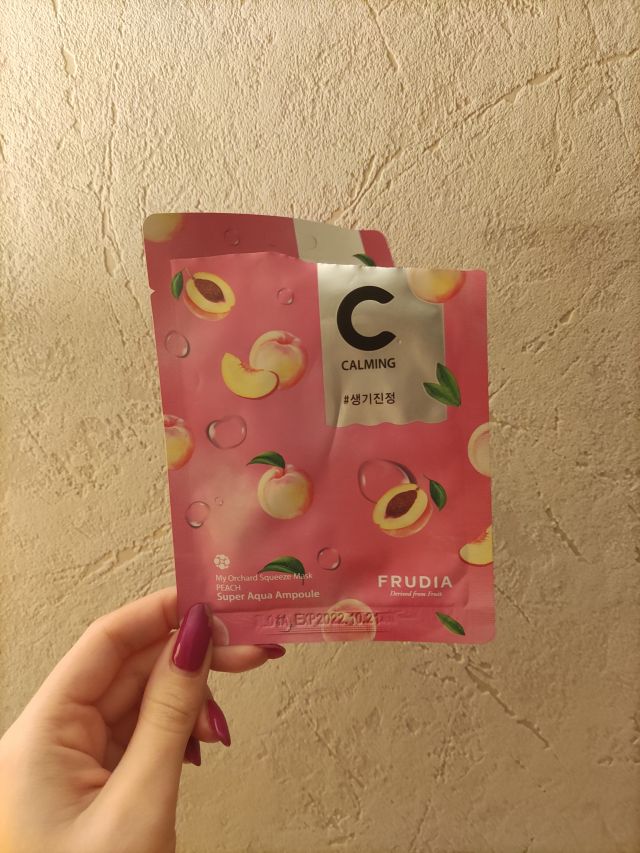 C
CALMING
#생기진정
My Orchard Squeeze Mask
PEACH
Super Aqua Ampoule
FRUDIA
Derived from Fruit
EXP2022.10.21